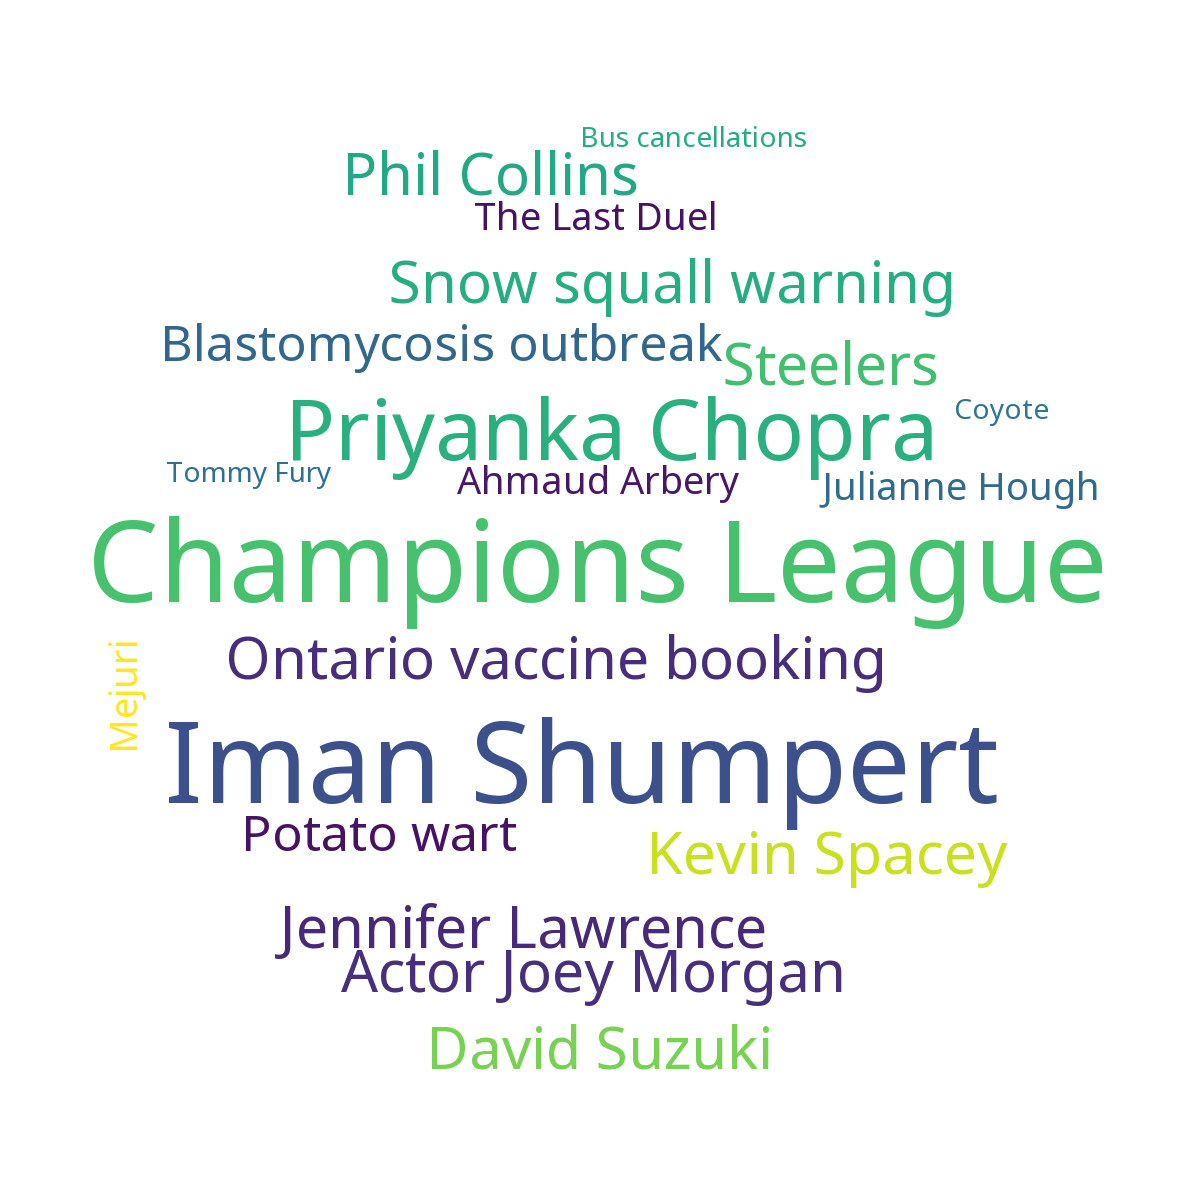 Bus cancellations
Phil Collins
The Last Duel
Snow squall warning
Blastomycosis outbreak
Steelers
Priyanka Chopra
Coyote
Tommy Fury
Ahmaud Arbery
Julianne Hough
Champions League
Ontario vaccine booking
Mejuri
Iman Shumpert
Potato wart
Kevin Spacey
Jennifer Lawrence
Actor Joey Morgan
David Suzuki